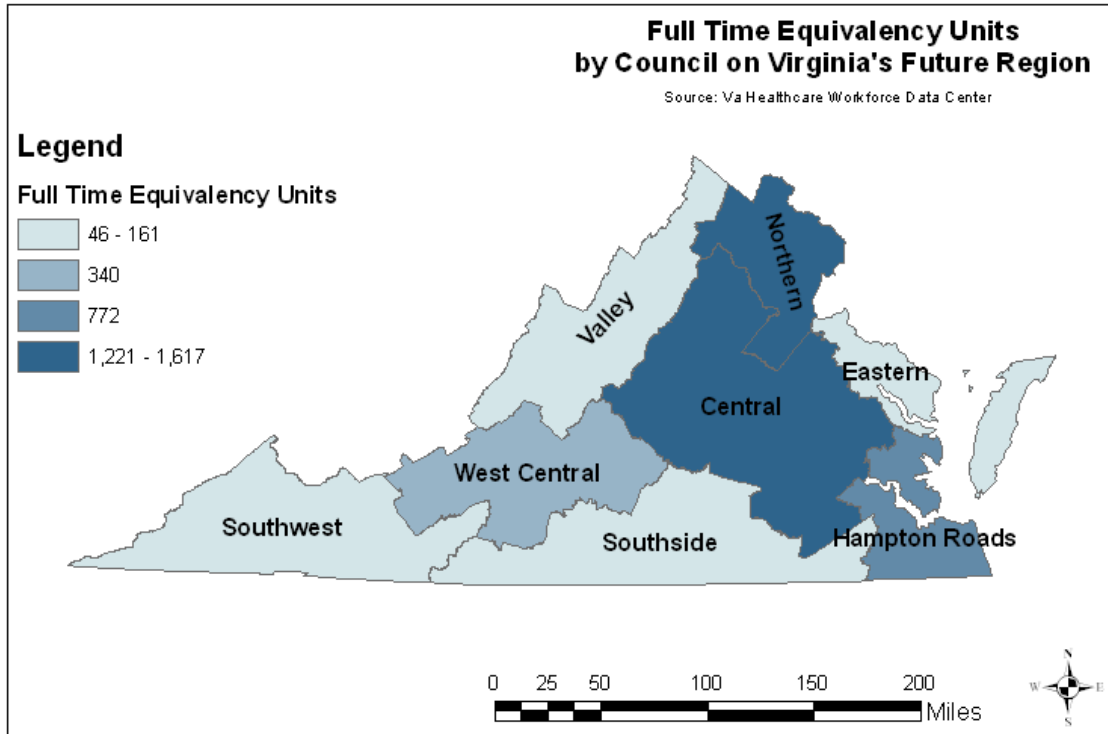 Full Time Equivalency Units
by Council on Virginia's Future Region
Source: Va Healthcare Workforce Data Center
Legend
Full Time Equivalency Units
46 - 161
340
772
1,221 - 1,617
Northern
Valley
Eastern
Central
West Central
Southwest
Southside
Hampton Roads
0 25 50 100 150 200
Miles
N
W E
S